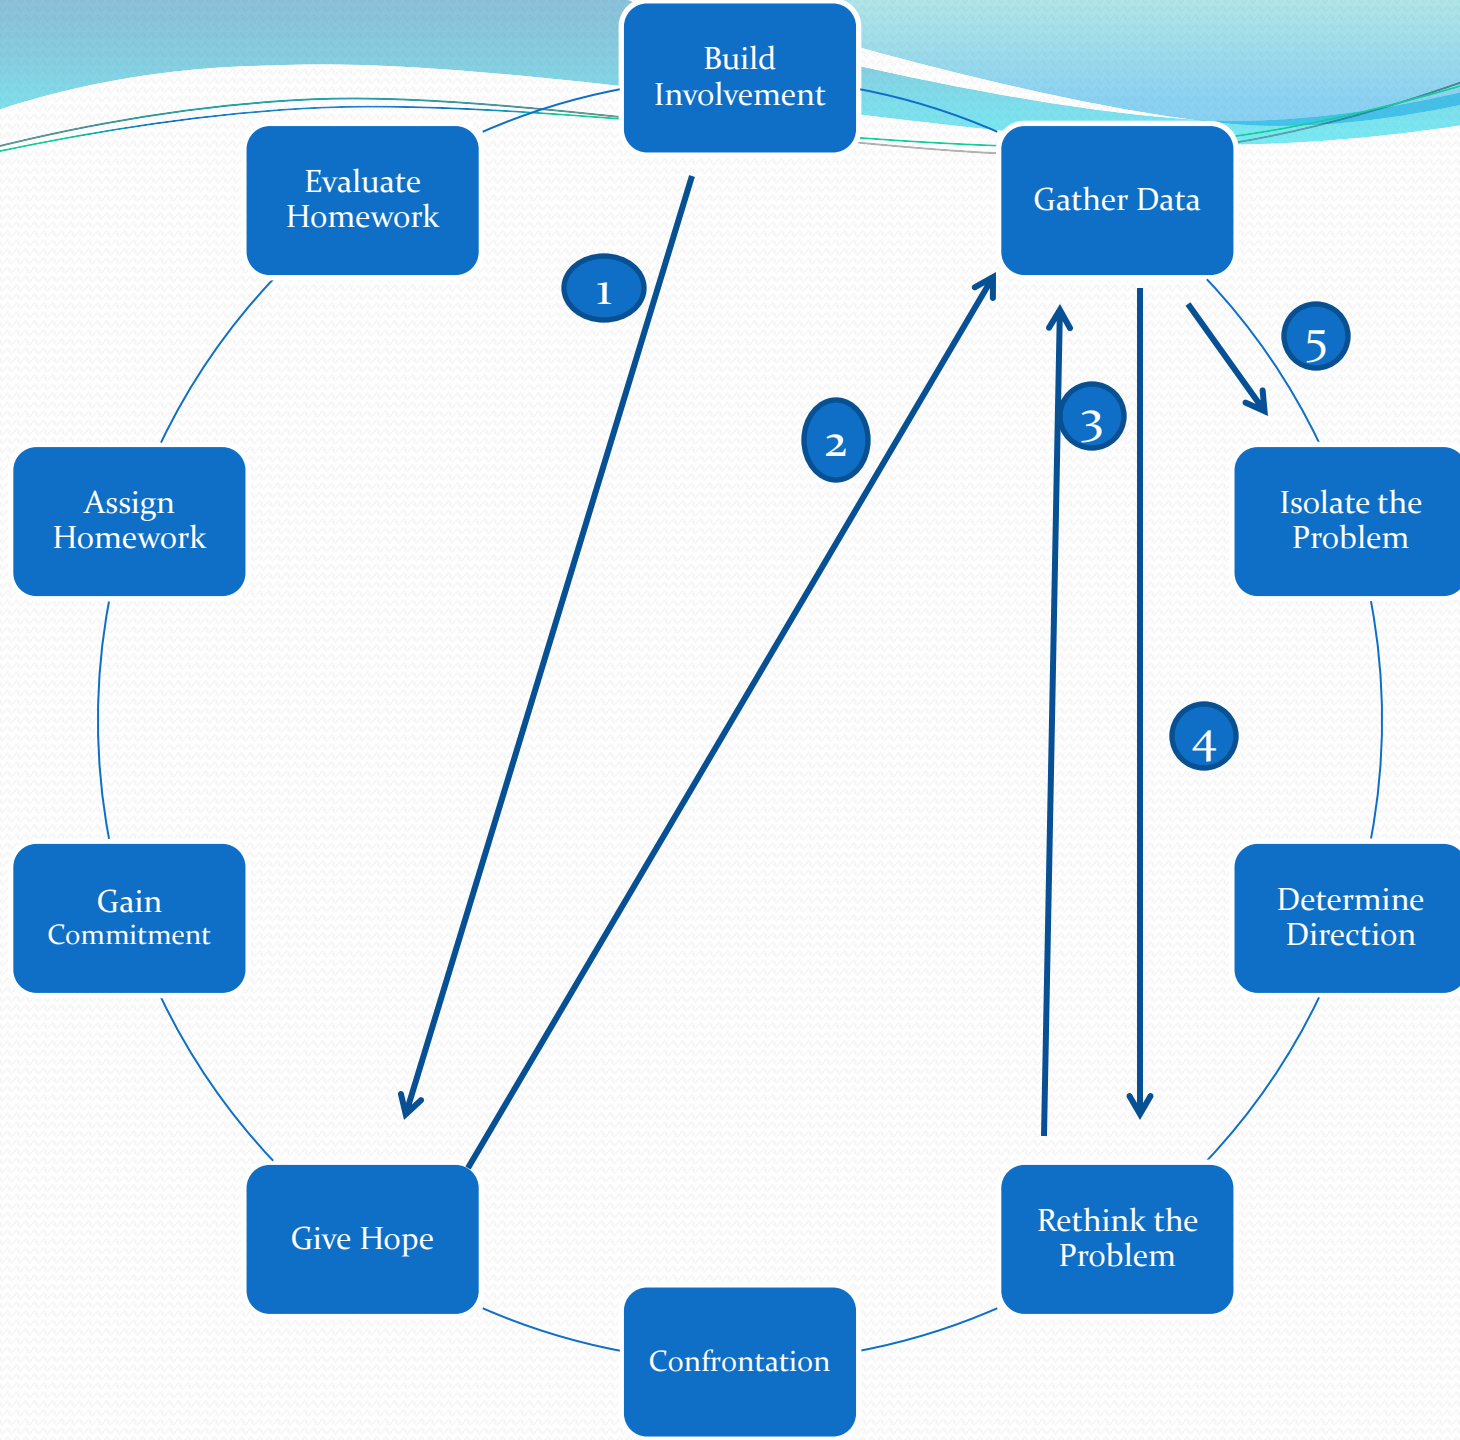 Build
Involvement
Gather Data
Isolate the
Problem
Determine
Direction
Rethink the
Problem
Confrontation
Give Hope
Gain
Commitment
Assign
Homework
Evaluate
Homework
1
2
3
4
5